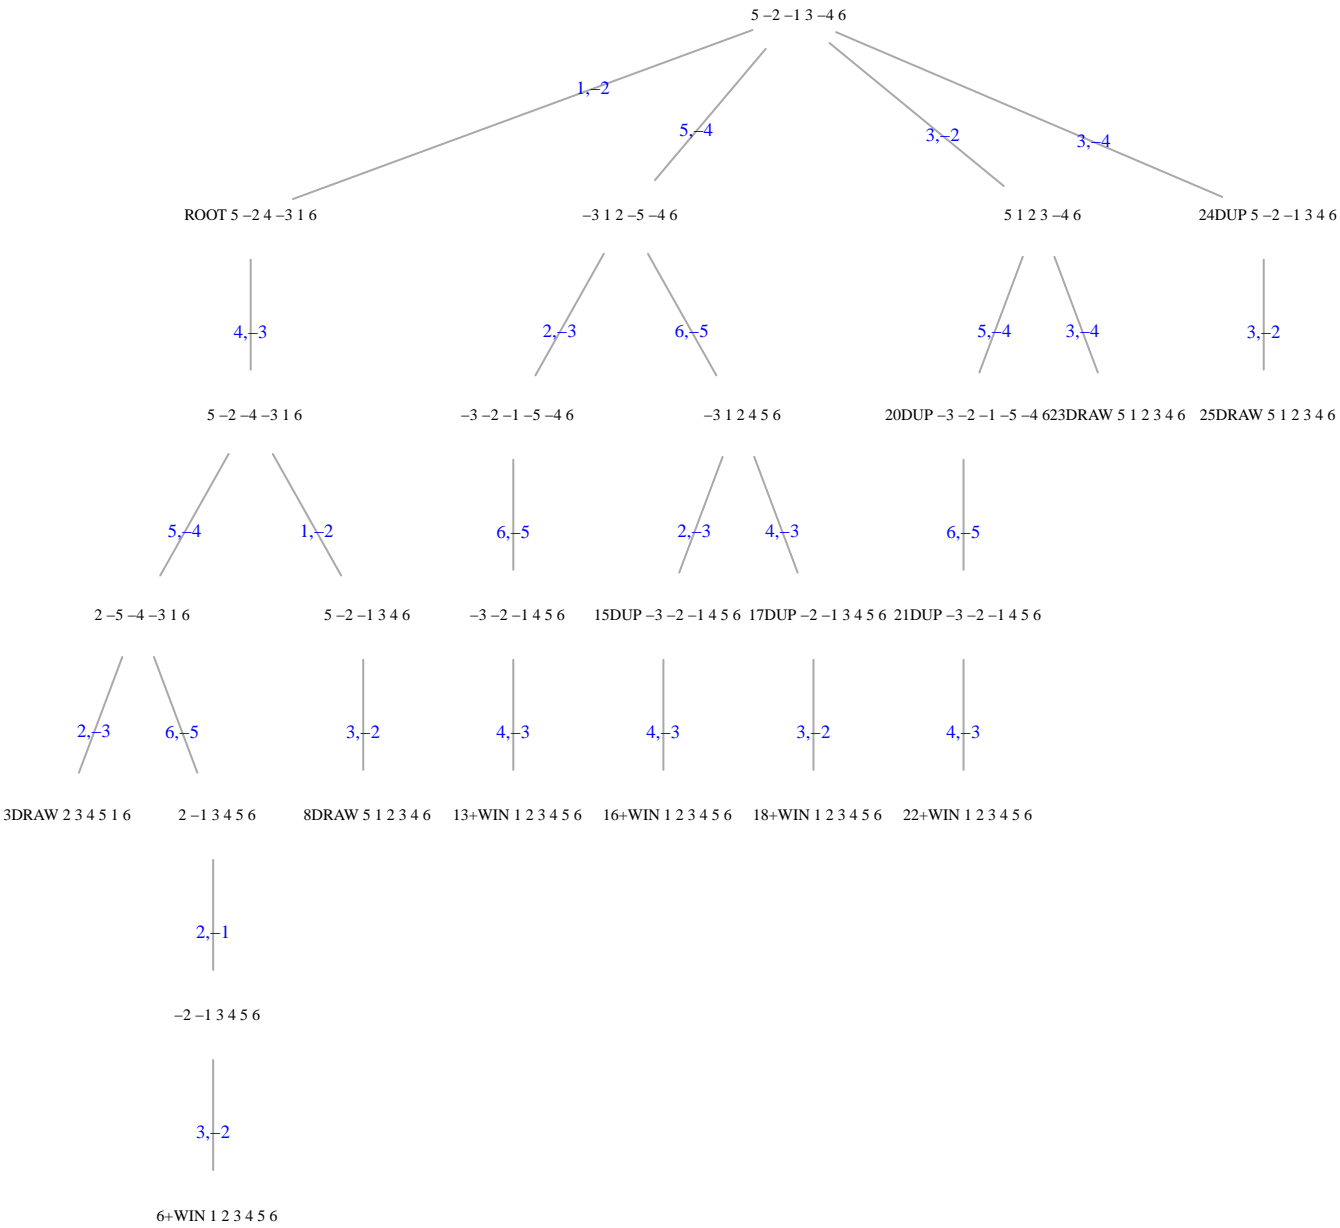 5 −2 −1 3 −4 6
1,−2
5,−4
3,−2
3,−4
ROOT 5 −2 4 −3 1 6
−3 1 2 −5 −4 6
5 1 2 3 −4 6
24DUP 5 −2 −1 3 4 6
4,−3
2,−3
6,−5
5,−4
3,−4
3,−2
5 −2 −4 −3 1 6
−3 −2 −1 −5 −4 6
−3 1 2 4 5 6
20DUP −3 −2 −1 −5 −4 6
23DRAW 5 1 2 3 4 6
25DRAW 5 1 2 3 4 6
5,−4
1,−2
6,−5
2,−3
4,−3
6,−5
2 −5 −4 −3 1 6
5 −2 −1 3 4 6
−3 −2 −1 4 5 6
15DUP −3 −2 −1 4 5 6
17DUP −2 −1 3 4 5 6
21DUP −3 −2 −1 4 5 6
2,−3
6,−5
3,−2
4,−3
4,−3
3,−2
4,−3
3DRAW 2 3 4 5 1 6
2 −1 3 4 5 6
8DRAW 5 1 2 3 4 6
13+WIN 1 2 3 4 5 6
16+WIN 1 2 3 4 5 6
18+WIN 1 2 3 4 5 6
22+WIN 1 2 3 4 5 6
2,−1
−2 −1 3 4 5 6
3,−2
6+WIN 1 2 3 4 5 6